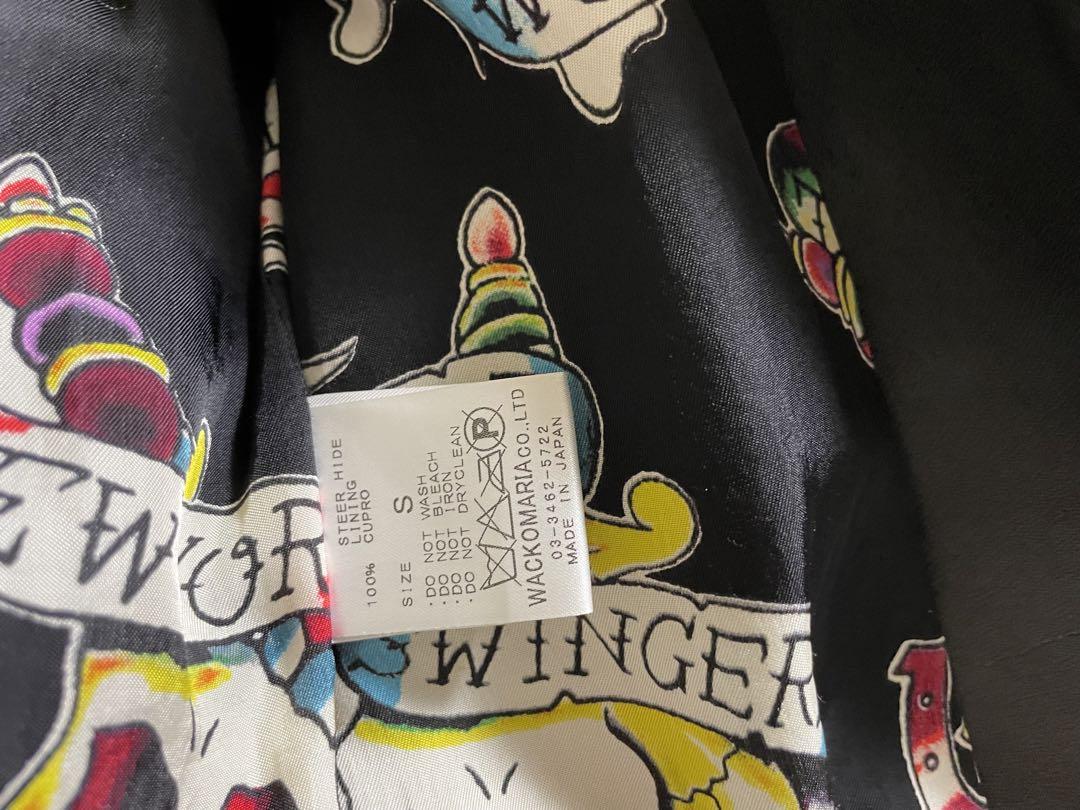 STEER HIDE
LINING
100% CUPRO
SIZE S
·DO NOT WASH
·DO NOT BLEACH
·DO NOT IRON
·DO NOT DRYCLEAN
P
WACKOMARIA CO.,LTD
03-3462-5722
MADE IN JAPAN
SWINGER